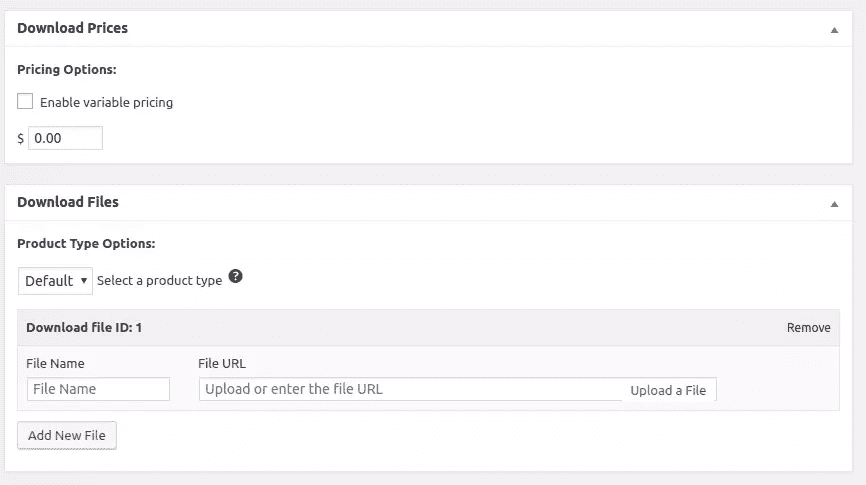 Download Prices
Pricing Options:
Enable variable pricing
$ 0.00
Download Files
Product Type Options:
Default Select a product type ?
Download file ID: 1 Remove
File Name File URL
File Name Upload or enter the file URL Upload a File
Add New File